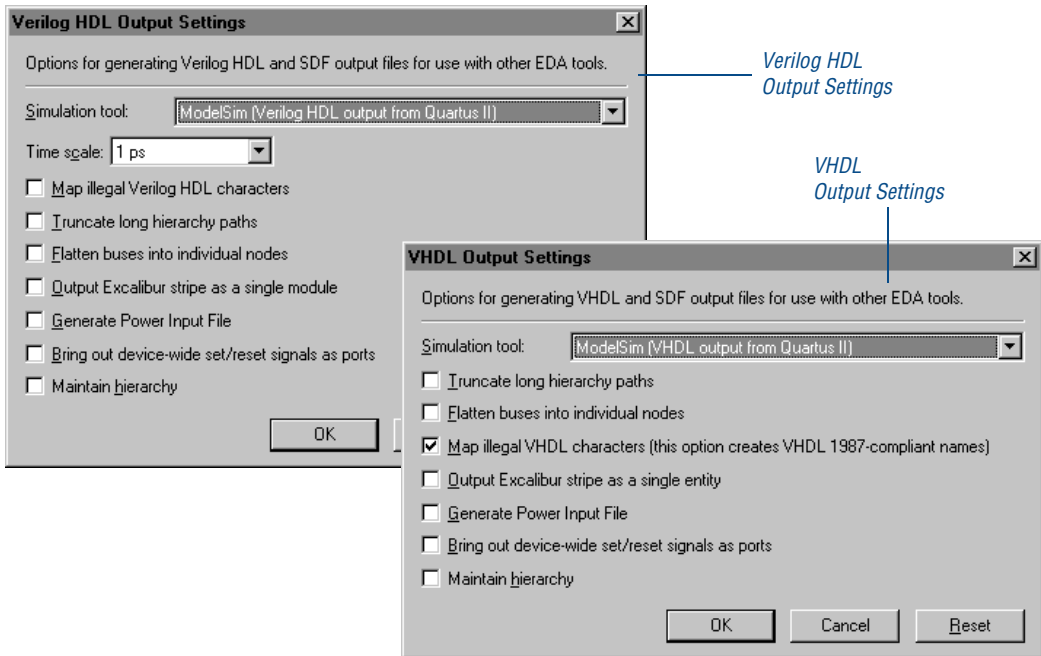 Verilog HDL Output Settings
Options for generating Verilog HDL and SDF output files for use with other EDA tools.
Simulation tool: ModelSim (Verilog HDL output from Quartus II)
Time scale: 1 ps
Map illegal Verilog HDL characters
Truncate long hierarchy paths
Flatten buses into individual nodes
Output Excalibur stripe as a single module
Generate Power Input File
Bring out device-wide set/reset signals as ports
Maintain hierarchy
OK
Verilog HDL
Output Settings
VHDL
Output Settings
VHDL Output Settings
Options for generating VHDL and SDF output files for use with other EDA tools.
Simulation tool: ModelSim (VHDL output from Quartus II)
Truncate long hierarchy paths
Flatten buses into individual nodes
Map illegal VHDL characters (this option creates VHDL 1987-compliant names)
Output Excalibur stripe as a single entity
Generate Power Input File
Bring out device-wide set/reset signals as ports
Maintain hierarchy
OK Cancel Reset